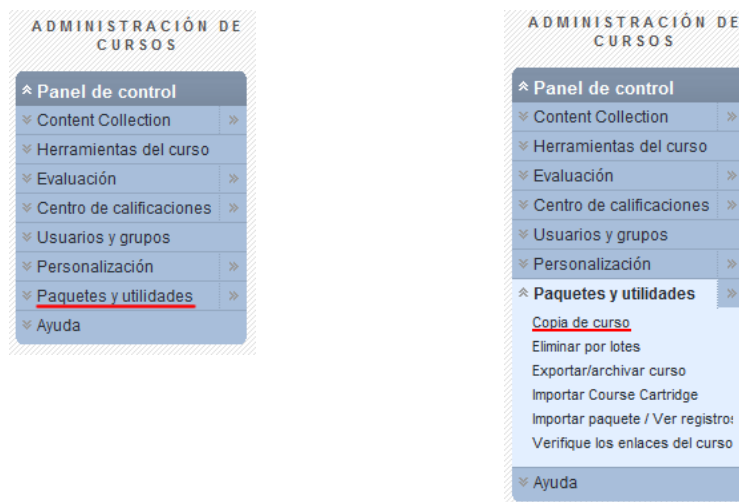 ADMINISTRACIÓN DE
CURSOS
Panel de control
Content Collection
Herramientas del curso
Evaluación
Centro de calificaciones
Usuarios y grupos
Personalización
Paquetes y utilidades
Ayuda
ADMINISTRACIÓN DE
CURSOS
Panel de control
Content Collection
Herramientas del curso
Evaluación
Centro de calificaciones
Usuarios y grupos
Personalización
Paquetes y utilidades
Copia de curso
Eliminar por lotes
Exportar/archivar curso
Importar Course Cartridge
Importar paquete / Ver registros
Verifique los enlaces del curso
Ayuda